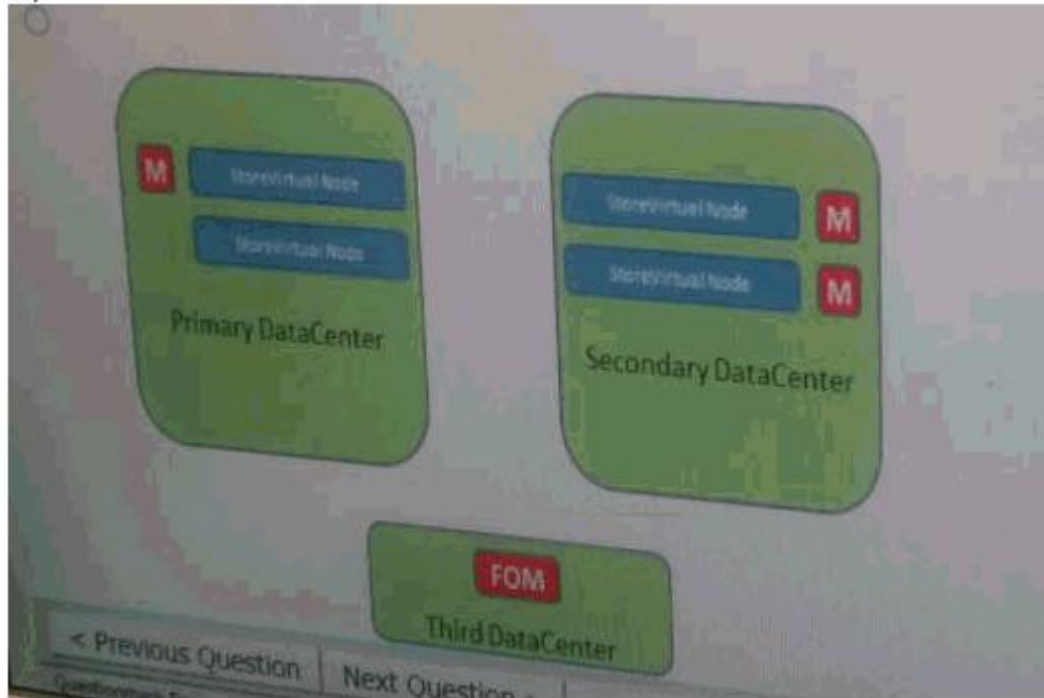 M
StoreVirtual Node
StoreVirtual Node
Primary DataCenter
StoreVirtual Node
M
StoreVirtual Node
M
Secondary DataCenter
FOM
Third DataCenter
< Previous Question
Next Question